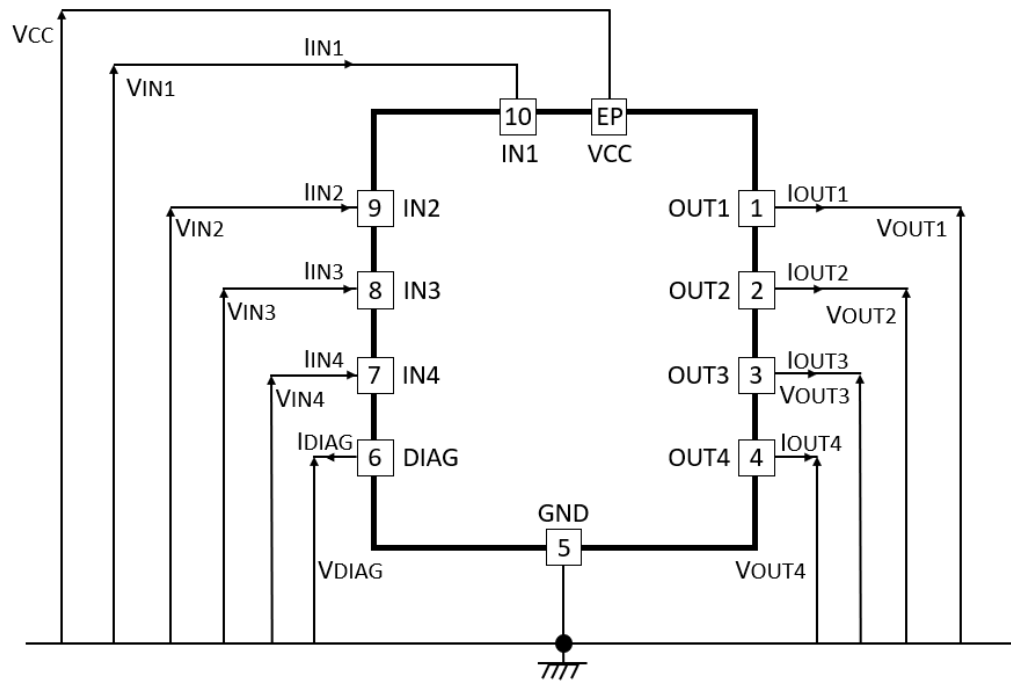 VCC
IIN1
VIN1
10
EP
IN1
VCC
IIN2
9
IN2
OUT1
1
IOUT1
VIN2
VOUT1
IIN3
8
IN3
OUT2
2
IOUT2
VIN3
VOUT2
IIN4
7
IN4
OUT3
3
IOUT3
VIN4
VOUT3
IDIAG
6
DIAG
OUT4
4
IOUT4
GND
5
VDIAG
VOUT4